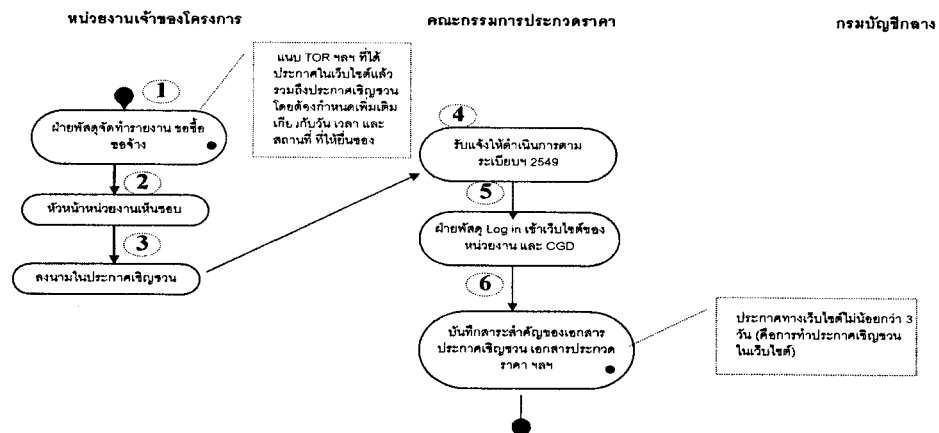 หน่วยงานเจ้าของโครงการ
คณะกรรมการประกวดราคา
กรมบัญชีกลาง
แนบ TOR ฯลฯ ที่ได้
ประกาศในเว็บไซต์แล้ว
รวมถึงประกาศเชิญชวน
โดยต้องกำหนดเพิ่มเติม
เกี่ยวกับวัน เวลา และ
สถานที่ ที่ให้ยื่นซอง
1
ฝ่ายพัสดุจัดทำรายงาน ขอซื้อ
ขอจ้าง
2
หัวหน้าหน่วยงานเห็นชอบ
3
ลงนามในประกาศเชิญชวน
4
รับแจ้งให้ดำเนินการตาม
ระเบียบฯ 2549
5
ฝ่ายพัสดุ Log in เข้าเว็บไซต์ของ
หน่วยงาน และ CGD
6
บันทึกสาระสำคัญของเอกสาร
ประกาศเชิญชวน เอกสารประกวด
ราคา ฯลฯ
ประกาศทางเว็บไซต์ไม่น้อยกว่า 3
วัน (คือการทำประกาศเชิญชวน
ในเว็บไซต์)